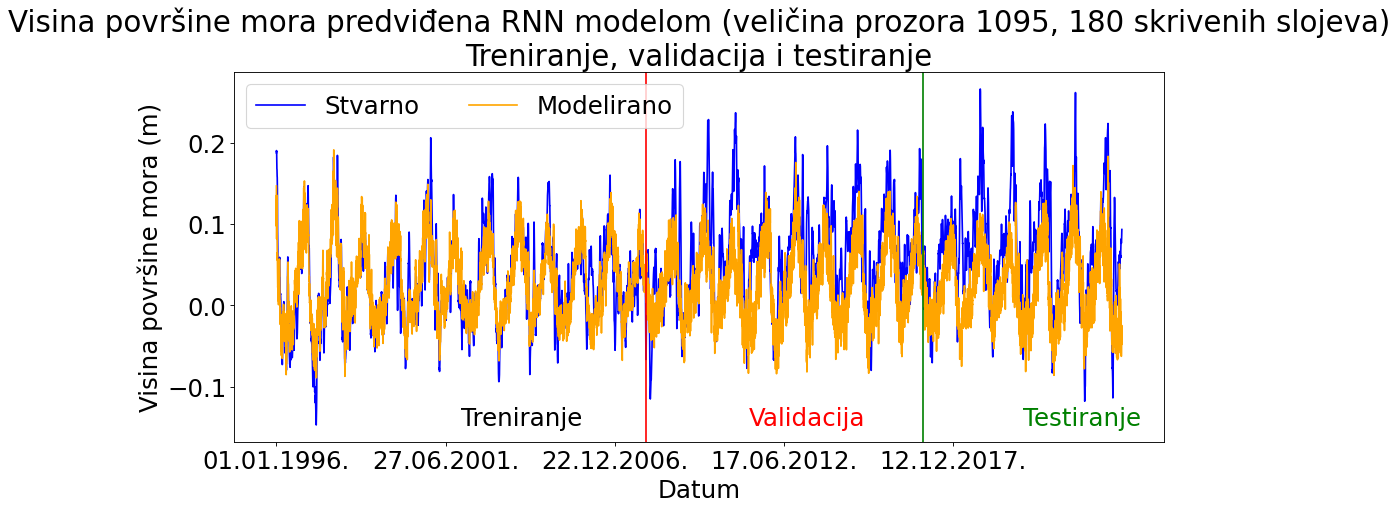 Visina površine mora predviđena RNN modelom (veličina prozora 1095, 180 skrivenih slojeva)
Treniranje, validacija i testiranje
Stvarno Modelirano
Visina površine mora (m)
0.2
0.1
0.0
−0.1
Treniranje Validacija Testiranje
01.01.1996. 27.06.2001. 22.12.2006. 17.06.2012. 12.12.2017.
Datum